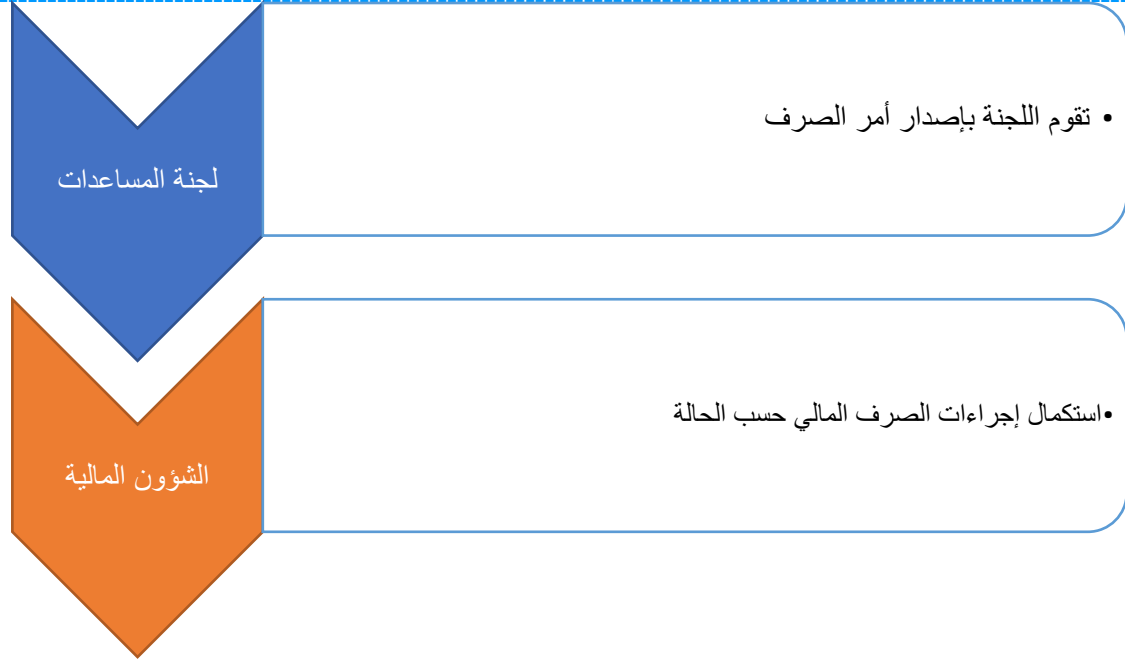 لجنة المساعدات
• تقوم اللجنة بإصدار أمر الصرف
الشؤون المالية
•استكمال إجراءات الصرف المالي حسب الحالة